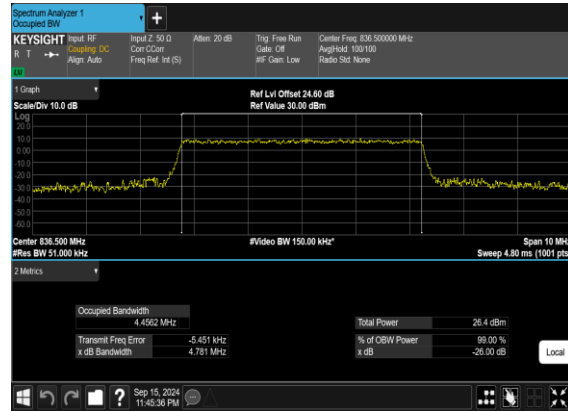 Spectrum Analyzer 1
Occupied BW
+
KEYSIGHT Input: RF Input Z: 50 Ω Atten: 20 dB Trig: Free Run Center Freq: 836.500000 MHz
R T Coupling: DC Corr CCorr Gate: Off Avg|Hold: 100/100
Align: Auto Freq Ref: Int (S) #IF Gain: Low Radio Std: None
LW
1 Graph Ref Lvl Offset 24.60 dB
Scale/Div 10.0 dB Ref Value 30.00 dBm
Log
20.0
10.0
0.00
-10.0
-20.0
-30.0
-40.0
-50.0
-60.0
Center 836.500 MHz #Video BW 150.00 kHz* Span 10 MHz
#Res BW 51.000 kHz Sweep 4.80 ms (1001 pts)
2 Metrics
Occupied Bandwidth
4.4562 MHz Total Power 26.4 dBm
Transmit Freq Error -5.451 kHz % of OBW Power 99.00 %
x dB Bandwidth 4.781 MHz x dB -26.00 dB
Local
? Sep 15, 2024
11:45:36 PM